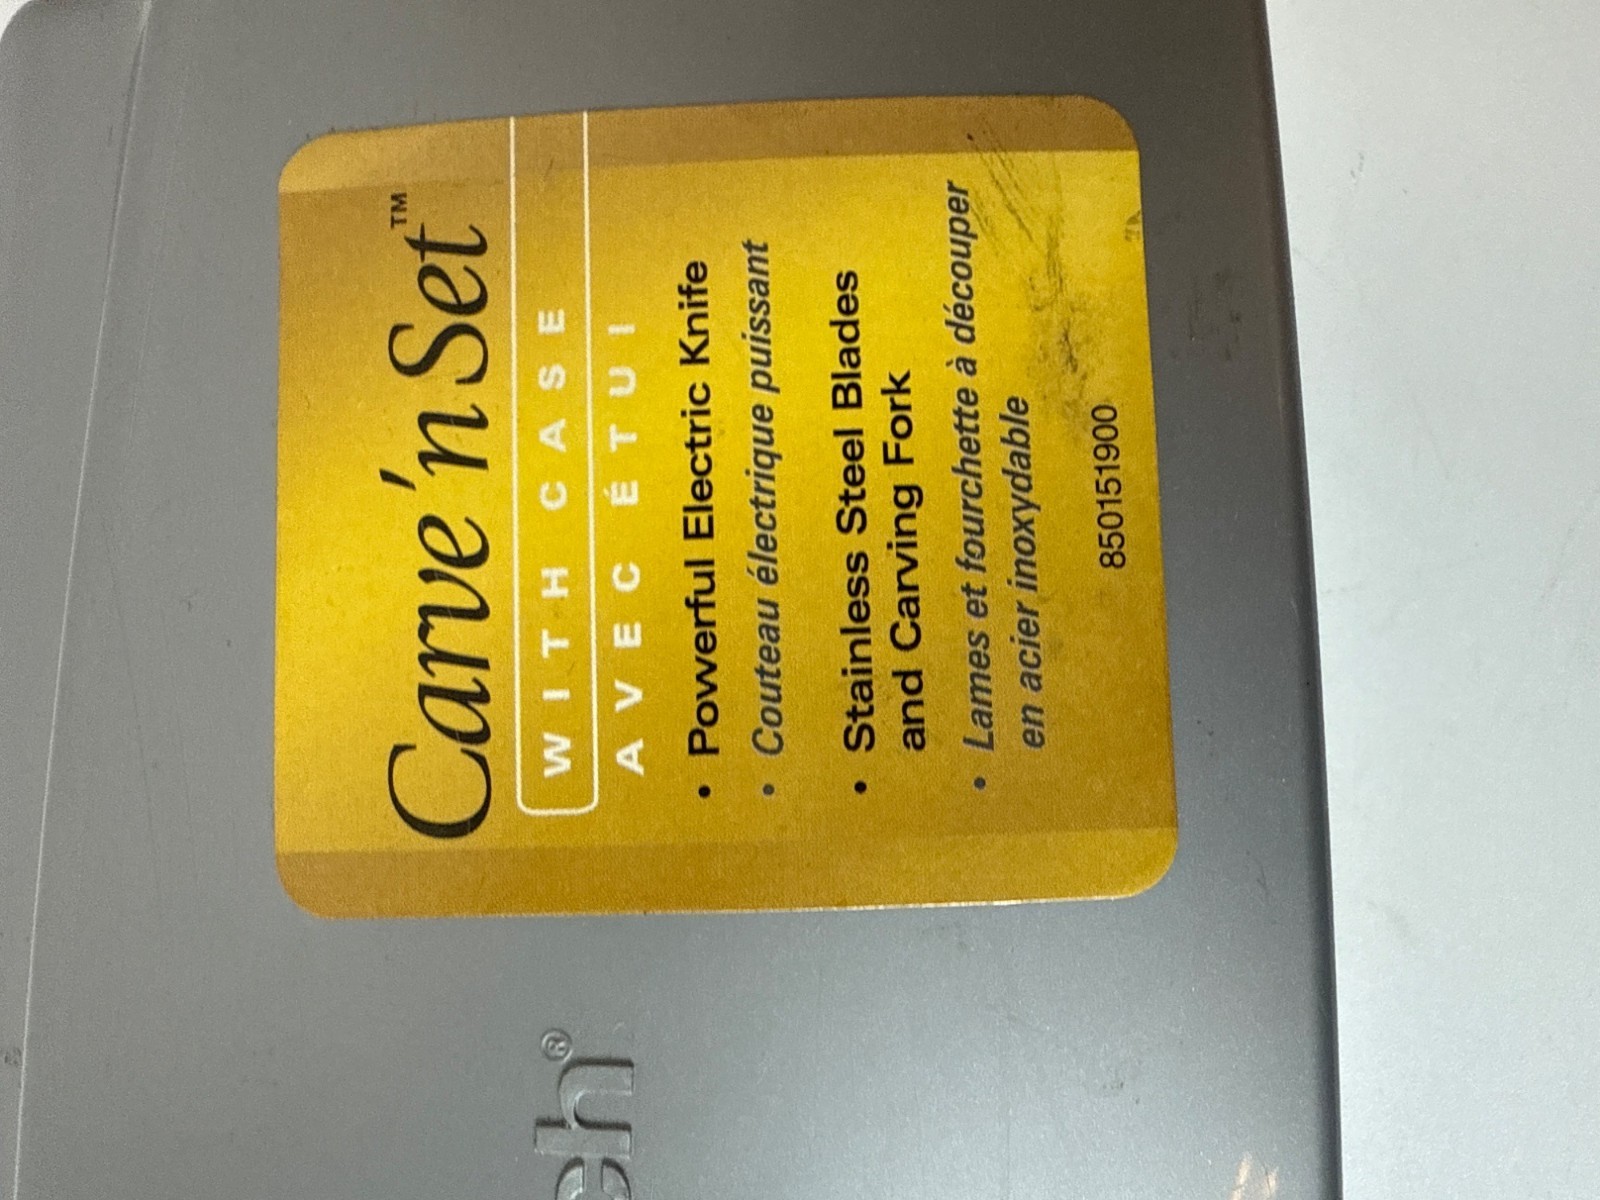 Carve 'n Set™
WITH CASE
AVEC ÉTUI
• Powerful Electric Knife
• Couteau électrique puissant
• Stainless Steel Blades
and Carving Fork
• Lames et fourchette à découper
en acier inoxydable
850151900
ch®